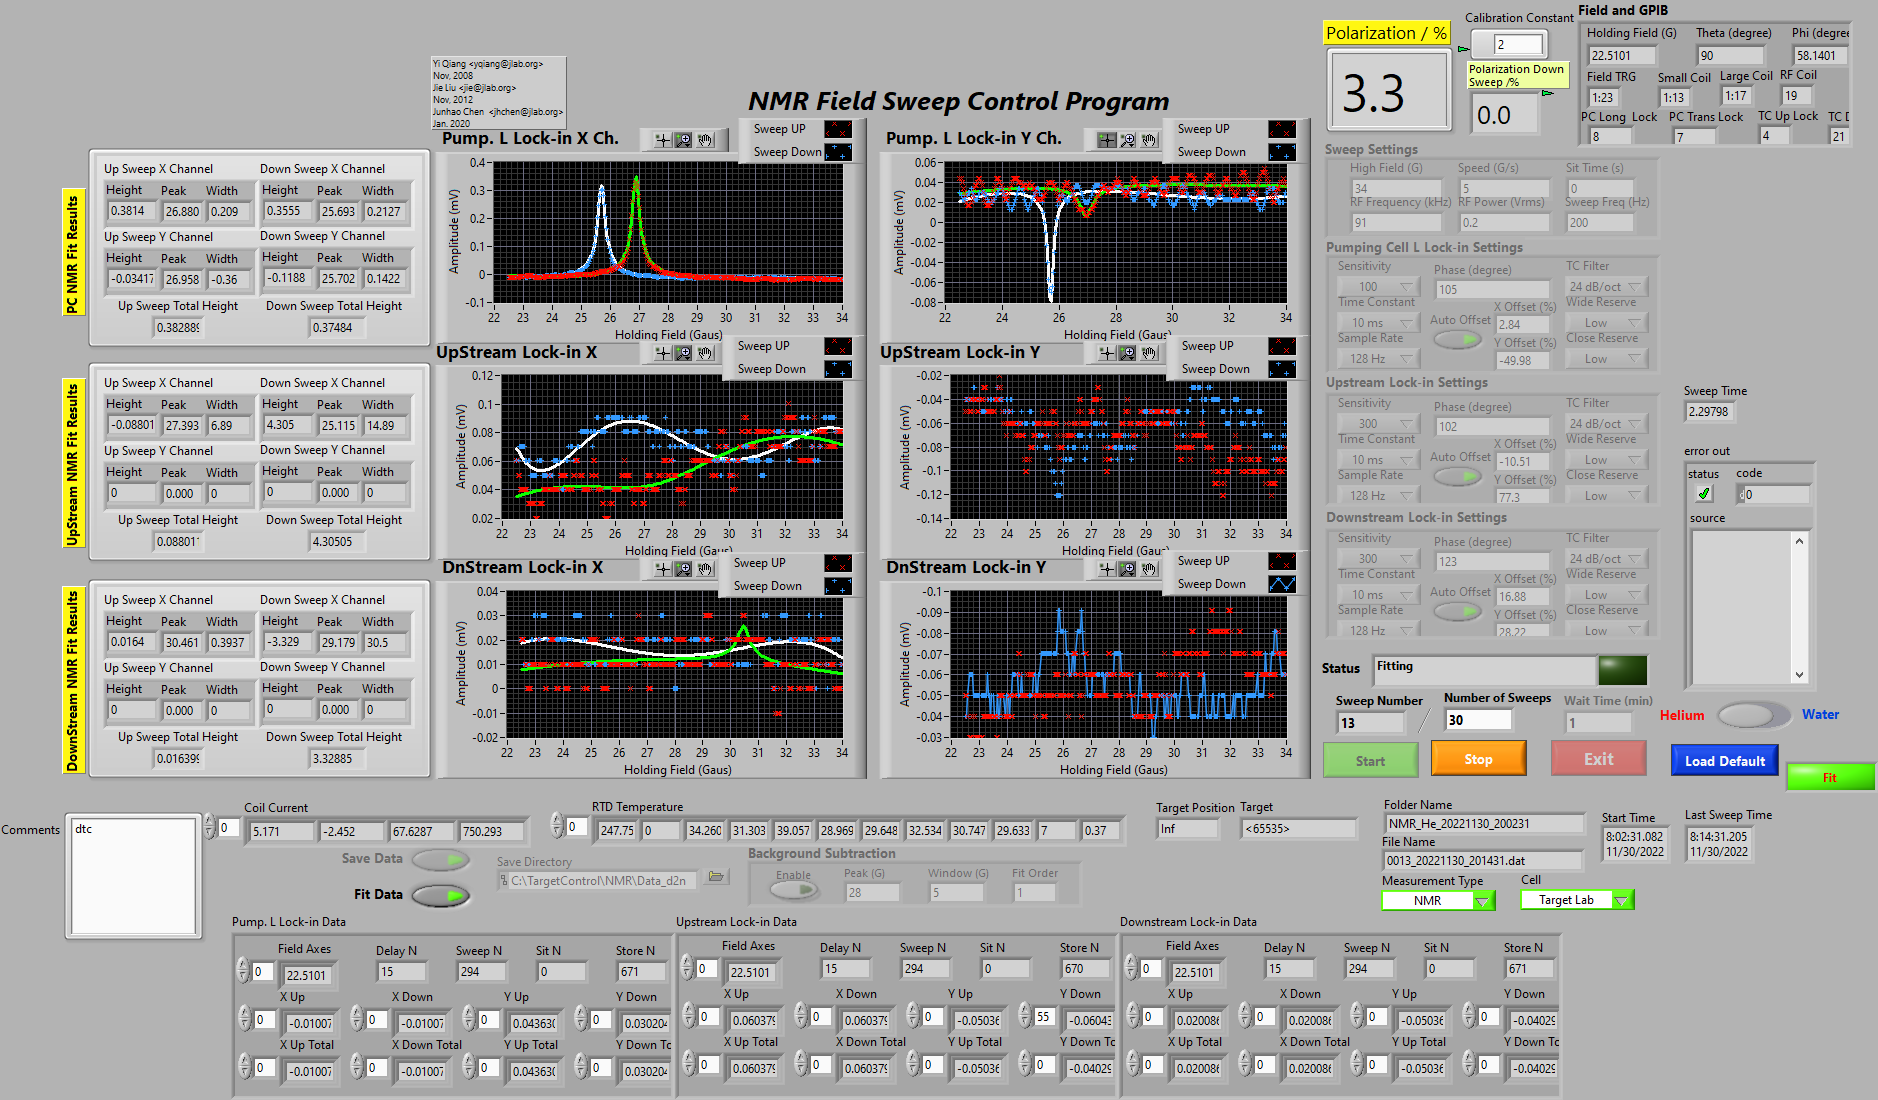 NMR Field Sweep Control Program
Yi Qiang <yqiang@jlab.org>
Nov, 2008
Jie Liu <jie@jlab.org>
Nov, 2012
Junhao Chen <jhchen@jlab.org>
Jan. 2020
Polarization / %
3.3
Calibration Constant
2
Polarization Down
Sweep /%
0.0
Field and GPIB
Holding Field (G) Theta (degree) Phi (degree
22.5101 90 58.1401
Field TRG Small Coil Large Coil RF Coil
1:23 1:13 1:17 19
PC Long Lock PC Trans Lock TC Up Lock TC D
8 7 4 21
PC NMR Fit Results
Up Sweep X Channel Down Sweep X Channel
Height Peak Width Height Peak Width
0.3814 26.880 0.209 0.3555 25.693 0.2127
Up Sweep Y Channel Down Sweep Y Channel
Height Peak Width Height Peak Width
-0.03417 26.958 -0.36 -0.1188 25.702 0.1422
Up Sweep Total Height Down Sweep Total Height
0.382889 0.37484
Pump. L Lock-in X Ch.
Sweep UP
Sweep Down
Amplitude (mV)
0.4
0.3
0.2
0.1
0
-0.1
22 23 24 25 26 27 28 29 30 31 32 33 34
Holding Field (Gaus)
Pump. L Lock-in Y Ch.
Sweep UP
Sweep Down
Amplitude (mV)
0.06
0.04
0.02
0
-0.02
-0.04
-0.06
-0.08
22 24 26 28 30 32 34
Holding Field (Gaus)
UpStream NMR Fit Results
Up Sweep X Channel Down Sweep X Channel
Height Peak Width Height Peak Width
-0.08801 27.393 6.89 4.305 25.115 14.89
Up Sweep Y Channel Down Sweep Y Channel
Height Peak Width Height Peak Width
0 0.000 0 0 0.000 0
Up Sweep Total Height Down Sweep Total Height
0.08801 4.30505
UpStream Lock-in X
Sweep UP
Sweep Down
Amplitude (mV)
0.12
0.1
0.08
0.06
0.04
0.02
22 23 24 25 26 27 28 29 30 31 32 33 34
Holding Field (Gaus)
UpStream Lock-in Y
Sweep UP
Sweep Down
Amplitude (mV)
-0.02
-0.04
-0.06
-0.08
-0.1
-0.12
-0.14
22 23 24 25 26 27 28 29 30 31 32 33 34
Holding Field (Gaus)
DownStream NMR Fit Results
Up Sweep X Channel Down Sweep X Channel
Height Peak Width Height Peak Width
0.0164 30.461 0.3937 -3.329 29.179 30.5
Up Sweep Y Channel Down Sweep Y Channel
Height Peak Width Height Peak Width
0 0.000 0 0 0.000 0
Up Sweep Total Height Down Sweep Total Height
0.016399 3.32885
DnStream Lock-in X
Sweep UP
Sweep Down
Amplitude (mV)
0.04
0.03
0.02
0.01
0
-0.01
-0.02
22 23 24 25 26 27 28 29 30 31 32 33 34
Holding Field (Gaus)
DnStream Lock-in Y
Sweep UP
Sweep Down
Amplitude (mV)
-0.1
-0.09
-0.08
-0.07
-0.06
-0.05
-0.04
-0.03
22 23 24 25 26 27 28 29 30 31 32 33 34
Holding Field (Gaus)
Sweep Settings
High Field (G) Speed (G/s) Sit Time (s)
34 5 0
RF Frequency (kHz) RF Power (Vrms) Sweep Freq (Hz)
91 0.2 200
Pumping Cell L Lock-in Settings
Sensitivity Phase (degree) TC Filter
100 105 24 dB/oct
Time Constant X Offset (%) Wide Reserve
10 ms Auto Offset 2.84 Low
Sample Rate Y Offset (%) Close Reserve
128 Hz -49.98 Low
Upstream Lock-in Settings
Sensitivity Phase (degree) TC Filter
300 102 24 dB/oct
Time Constant X Offset (%) Wide Reserve
10 ms Auto Offset -10.51 Low
Sample Rate Y Offset (%) Close Reserve
128 Hz 77.3 Low
Downstream Lock-in Settings
Sensitivity Phase (degree) TC Filter
300 123 24 dB/oct
Time Constant X Offset (%) Wide Reserve
10 ms Auto Offset 16.88 Low
Sample Rate Y Offset (%) Close Reserve
128 Hz 28.22 Low
Sweep Time
2.29798
error out
status code
0
source
Status Fitting
Sweep Number Number of Sweeps Wait Time (min)
13 / 30 1
Helium Water
Start Stop Exit Load Default Fit
Comments
dtc
Coil Current
0 5.171 -2.452 67.6287 750.293
RTD Temperature
0 247.75 0 34.260 31.303 39.057 28.969 29.648 32.534 30.747 29.633 7 0.37
Target Position Target
Inf <65535>
Folder Name
NMR_He_20221130_200231
File Name
0013_20221130_201431.dat
Start Time
8:02:31.082
11/30/2022
Last Sweep Time
8:14:31.205
11/30/2022
Measurement Type Cell
NMR Target Lab
Save Data
Fit Data
Save Directory
C:\TargetControl\NMR\Data_d2n
Background Subtraction
Enable Peak (G) Window (G) Fit Order
28 5 1
Pump. L Lock-in Data
Field Axes Delay N Sweep N Sit N Store N
0 22.5101 15 294 0 671
X Up X Down Y Up Y Down
0 -0.01007 0 -0.01007 0 0.043630 0 0.030204
X Up Total X Down Total Y Up Total Y Down To
0 -0.01007 0 -0.01007 0 0.043630 0 0.030204
Upstream Lock-in Data
Field Axes Delay N Sweep N Sit N Store N
0 22.5101 15 294 0 670
X Up X Down Y Up Y Down
0 0.060379 0 0.060379 0 -0.05036 55 -0.06043
X Up Total X Down Total Y Up Total Y Down To
0 0.060379 0 0.060379 0 -0.05036 0 -0.04029
Downstream Lock-in Data
Field Axes Delay N Sweep N Sit N Store N
0 22.5101 15 294 0 671
X Up X Down Y Up Y Down
0 0.020086 0 0.020086 0 -0.05036 0 -0.04029
X Up Total X Down Total Y Up Total Y Down To
0 0.020086 0 0.020086 0 -0.05036 0 -0.04029